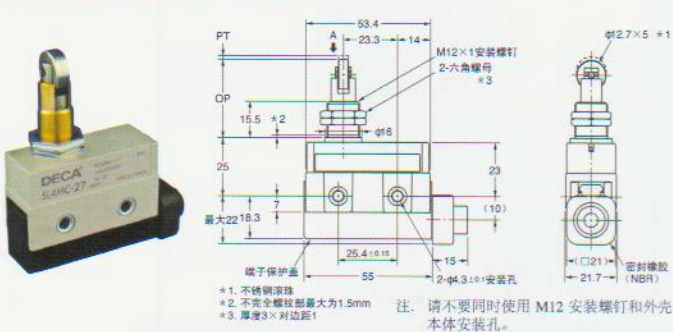 DECA
SIAMC-27
PT
OP
A
53.4
23.3
14
M12×1安装螺钉
2-六角螺母
*3
15.5
*2
φ16
25
23
7
(10)
最大22
18.3
25.4±0.15
15
端子保护盖
55
2-φ4.3±0.1安装孔
φ12.7×5 *1
(□21)
21.7
密封橡胶
(NBR)
*1. 不锈钢滚珠
*2. 不完全螺纹部最大为1.5mm
*3. 厚度3×对边距1
注. 请不要同时使用 M12 安装螺钉和外壳
本体安装孔。